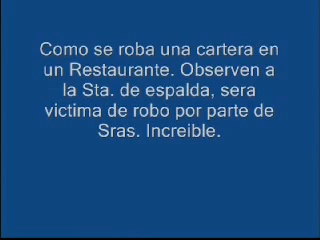 Como se roba una cartera en
un Restaurante. Observen a
la Sta. de espalda, sera
victima de robo por parte de
Sras. Increible.